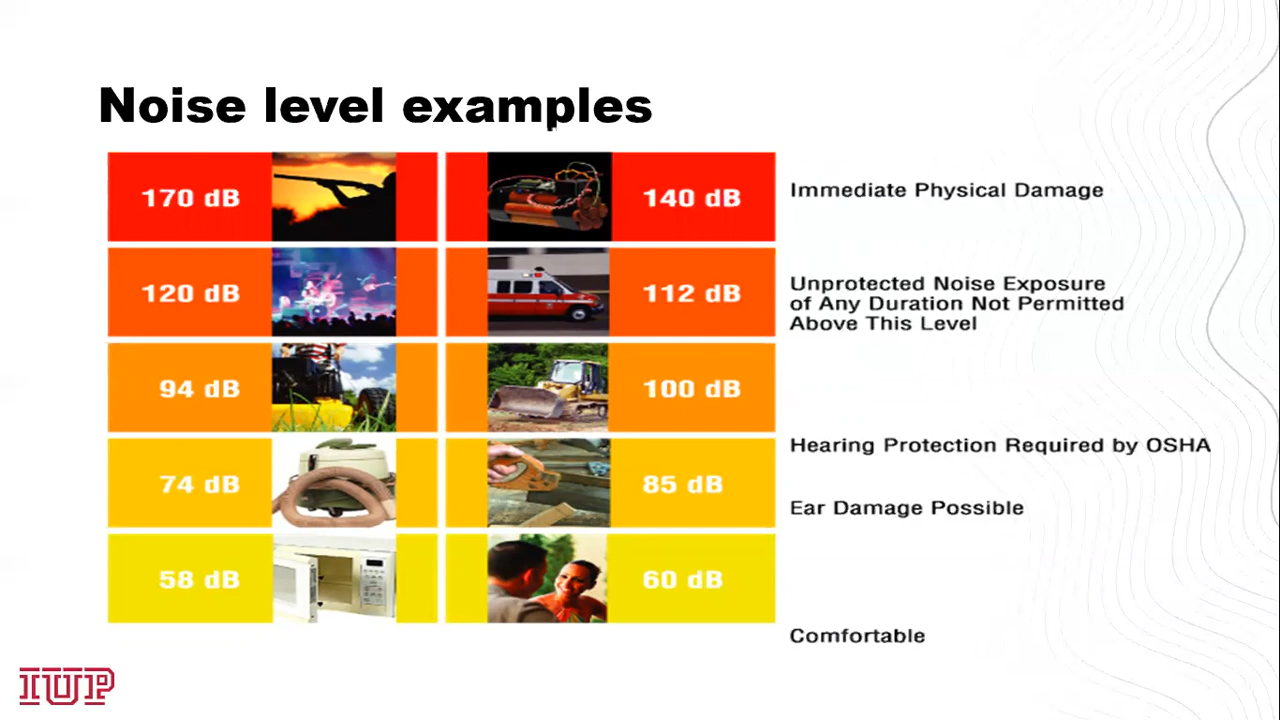 Noise level examples
170 dB
140 dB
Immediate Physical Damage
120 dB
112 dB
Unprotected Noise Exposure
of Any Duration Not Permitted
Above This Level
94 dB
100 dB
Hearing Protection Required by OSHA
74 dB
85 dB
Ear Damage Possible
58 dB
60 dB
Comfortable
IUP